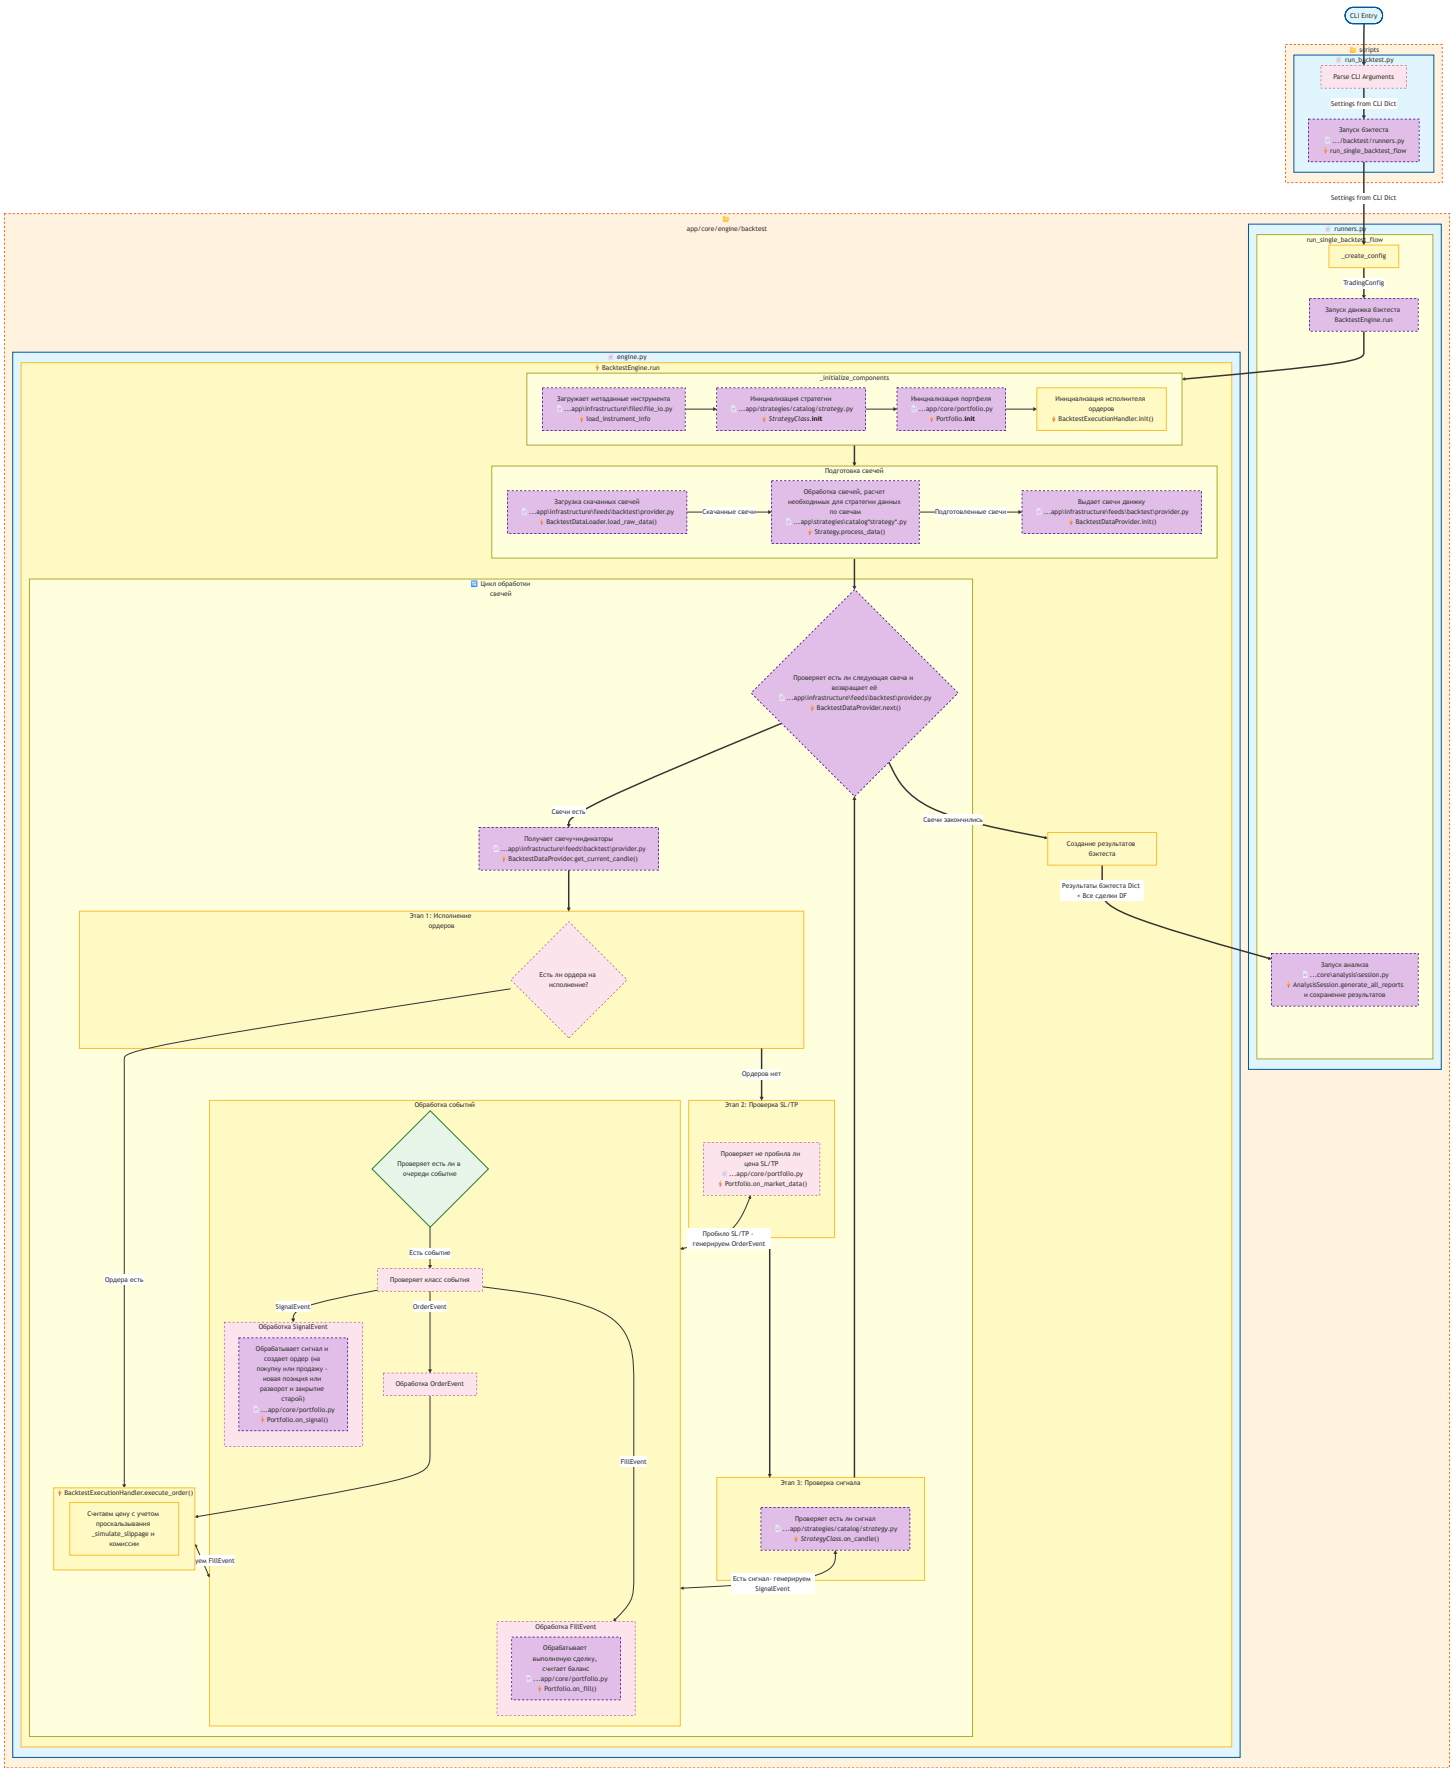 CLI Entry
scripts
run_backtest.py
Parse CLI Arguments
Settings from CLI Dict
Запуск бэктеста
.../backtest/runners.py
run_single_backtest_flow
Settings from CLI Dict
app/core/engine/backtest
runners.py
run_single_backtest_flow
_create_config
TradingConfig
Запуск движка бэктеста
BacktestEngine.run
engine.py
BacktestEngine.run
_initialize_components
Загружает метаданные инструмента
...app\infrastructure\files\file_io.py
load_instrument_info
Инициализация стратегии
...app/strategies/catalog/strategy.py
StrategyClass.init
Инициализация портфеля
...app/core/portfolio.py
Portfolio.init
Инициализация исполнителя
ордеров
BacktestExecutionHandler.init()
Подготовка свечей
Загрузка скачанных свечей
...app\infrastructure\feeds\backtest\provider.py
BacktestDataLoader.load_raw_data()
Скачанные свечи
Обработка свечей, расчет
необходимых для стратегии данных
по свечам
...app\strategies\catalog*strategy*.py
Strategy.process_data()
Подготовленные свечи
Выдает свечи движку
...app\infrastructure\feeds\backtest\provider.py
BacktestDataProvider.init()
Цикл обработки
свечей
Проверяет есть ли следующая свеча и
возвращает её
...app\infrastructure\feeds\backtest\provider.py
BacktestDataProvider.next()
Свечи есть
Свечи закончились
Получает свечу+индикаторы
...app\infrastructure\feeds\backtest\provider.py
BacktestDataProvider.get_current_candle()
Создание результатов
бэктеста
Результаты бэктеста Dict
+ Все сделки DF
Этап 1: Исполнение
ордеров
Есть ли ордера на
исполнение?
Запуск анализа
...core\analysis\session.py
AnalysisSession.generate_all_reports
и сохранение результатов
Ордеров нет
Обработка событий
Проверяет есть ли в
очереди событие
Этап 2: Проверка SL/TP
Проверяет не пробила ли
цена SL/TP
...app/core/portfolio.py
Portfolio.on_market_data()
Пробило SL/TP -
генерируем OrderEvent
Есть событие
Ордера есть
Проверяет класс события
SignalEvent
OrderEvent
Обработка SignalEvent
Обрабатывает сигнал и
создает ордер (на
покупку или продажу -
новая позиция или
разворот и закрытие
старой)
...app/core/portfolio.py
Portfolio.on_signal()
Обработка OrderEvent
FillEvent
BacktestExecutionHandler.execute_order()
Считаем цену с учетом
проскальзывания
_simulate_slippage и
комиссии
уем FillEvent
Этап 3: Проверка сигнала
Проверяет есть ли сигнал
...app/strategies/catalog/strategy.py
StrategyClass.on_candle()
Есть сигнал- генерируем
SignalEvent
Обработка FillEvent
Обрабатывает
выполненую сделку,
считает баланс
...app/core/portfolio.py
Portfolio.on_fill()